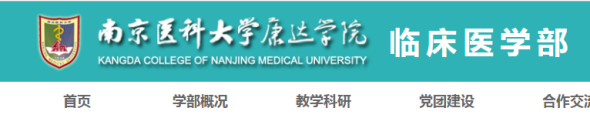 南京医科大学康达学院 临床医学部
KANGDA COLLEGE OF NANJING MEDICAL UNIVERSITY
首页 学部概况 教学科研 党团建设 合作交流